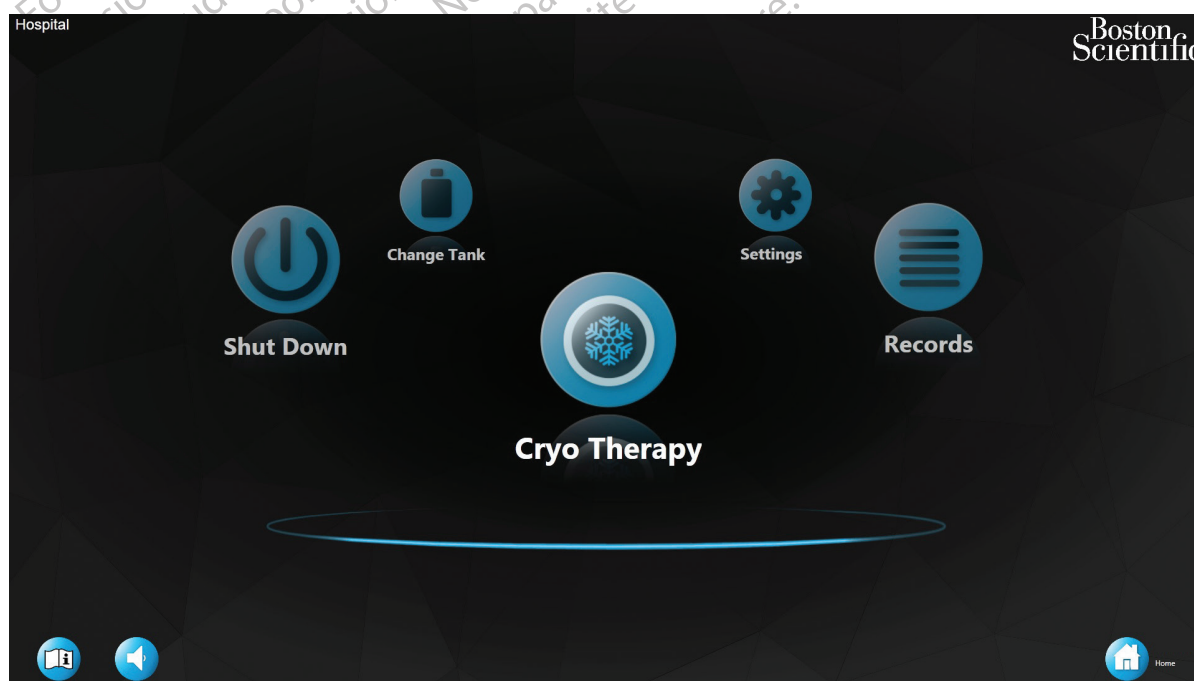 Hospital
Boston
Scientific
Change Tank
Settings
Shut Down
Records
Cryo Therapy
Home